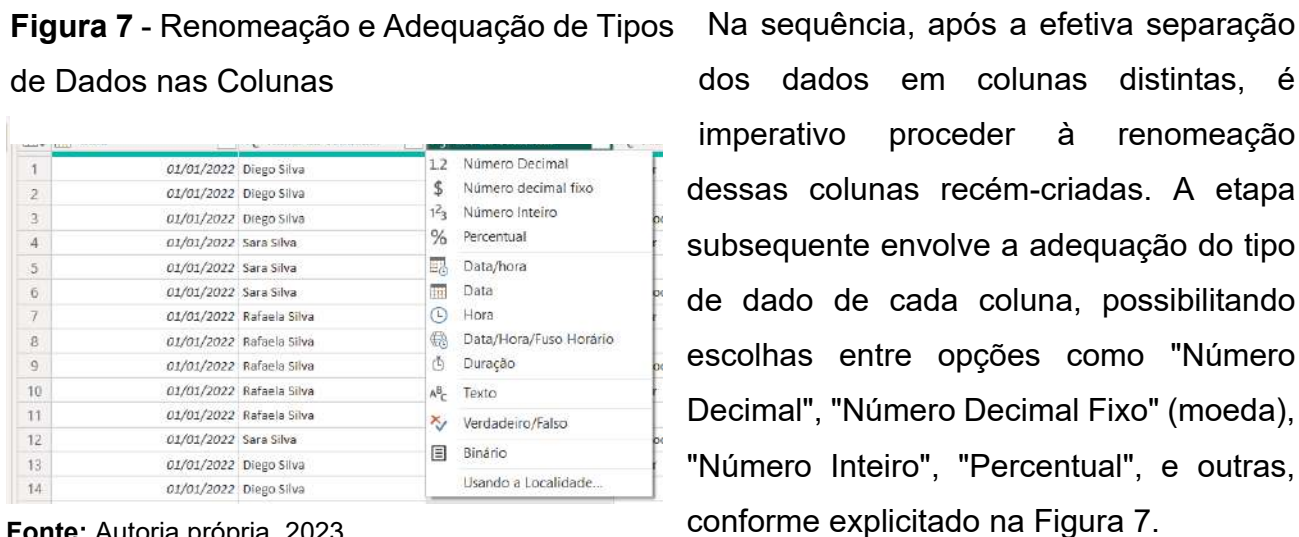 Figura 7 - Renomeação e Adequação de Tipos
de Dados nas Colunas
1 01/01/2022 Diego Silva
2 01/01/2022 Diego Silva
3 01/01/2022 Diego Silva
4 01/01/2022 Sara Silva
5 01/01/2022 Sara Silva
6 01/01/2022 Sara Silva
7 01/01/2022 Rafaela Silva
8 01/01/2022 Rafaela Silva
9 01/01/2022 Rafaela Silva
10 01/01/2022 Rafaela Silva
11 01/01/2022 Rafaela Silva
12 01/01/2022 Sara Silva
13 01/01/2022 Diego Silva
14 01/01/2022 Diego Silva
1.2 Número Decimal
$ Número decimal fixo
123 Número Inteiro
% Percentual
Data/hora
Data
Hora
Data/Hora/Fuso Horário
Duração
ABC Texto
Verdadeiro/Falso
Binário
Usando a Localidade...
Fonte: Autoria própria, 2023
Na sequência, após a efetiva separação
dos dados em colunas distintas, é
imperativo proceder à renomeação
dessas colunas recém-criadas. A etapa
subsequente envolve a adequação do tipo
de dado de cada coluna, possibilitando
escolhas entre opções como "Número
Decimal", "Número Decimal Fixo" (moeda),
"Número Inteiro", "Percentual", e outras,
conforme explicitado na Figura 7.